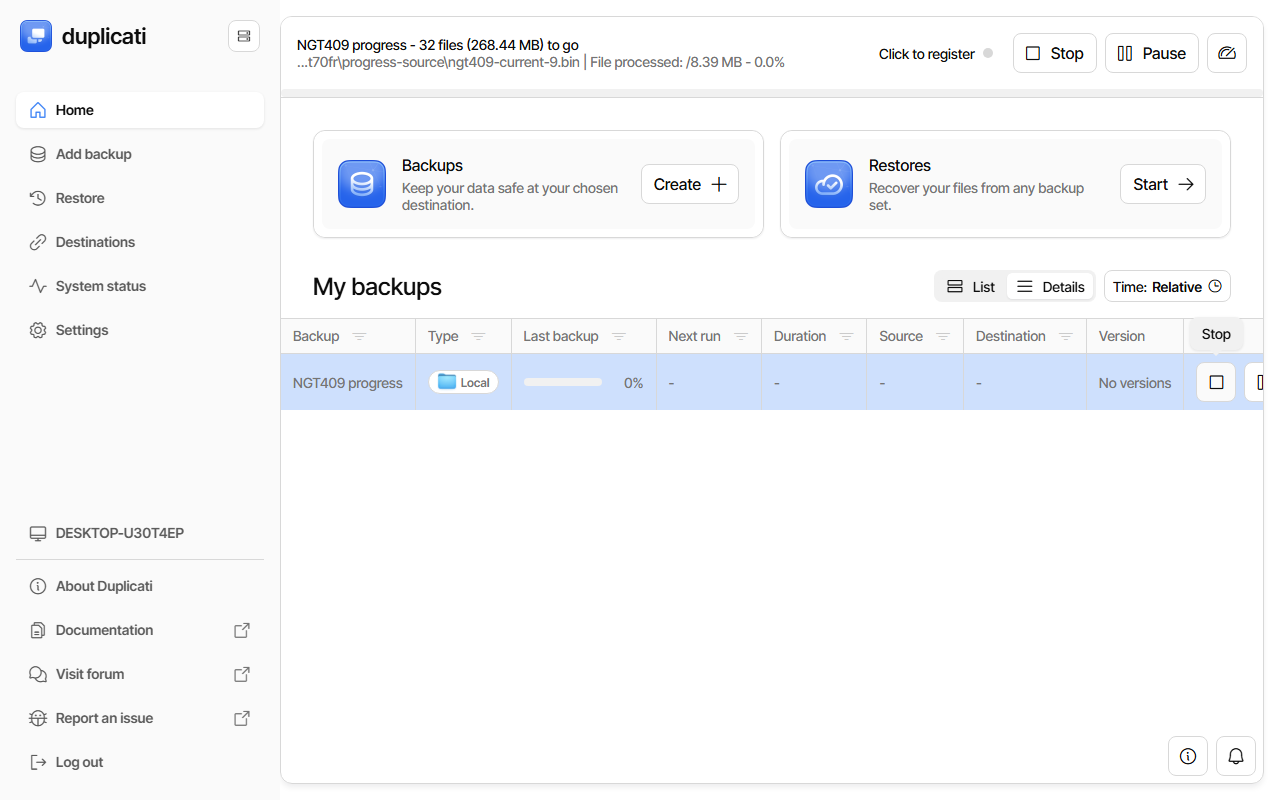 duplicati
Home
Add backup
Restore
Destinations
System status
Settings
DESKTOP-U30T4EP
About Duplicati
Documentation
Visit forum
Report an issue
Log out
NGT409 progress - 32 files (268.44 MB) to go
...t70fr\progress-source\ngt409-current-9.bin | File processed: /8.39 MB - 0.0%
Click to register
Stop
Pause
Backups
Keep your data safe at your chosen
destination.
Create
Restores
Recover your files from any backup
set.
Start
My backups
List
Details
Time: Relative
Backup
Type
Last backup
Next run
Duration
Source
Destination
Version
Stop
NGT409 progress
Local
0%
-
-
-
-
No versions